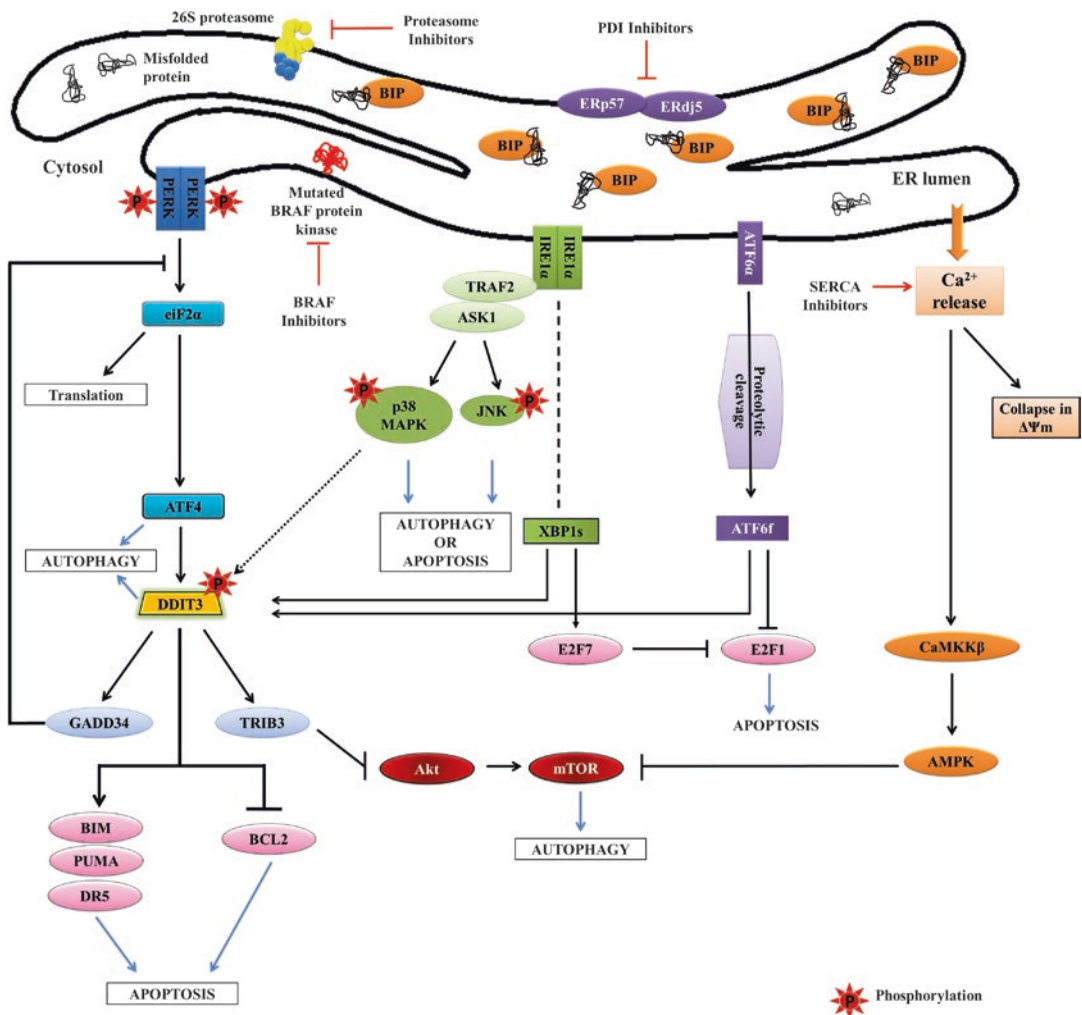 26S proteasome
Proteasome
Inhibitors
PDI Inhibitors
Misfolded
protein
BIP
BIP
ERp57
ERdj5
BIP
BIP
BIP
BIP
Cytosol
ER lumen
P
PERK
PERK
P
Mutated
BRAF protein
kinase
BRAF
Inhibitors
IRE1α
IRE1α
ATF6α
TRAF2
ASK1
SERCA
Inhibitors
Ca2+
release
eiF2α
Translation
P
p38
MAPK
JNK
P
Proteolytic
cleavage
Collapse in
ΔΨm
ATF4
AUTOPHAGY
AUTOPHAGY
OR
APOPTOSIS
XBP1s
ATF6f
P
DDIT3
E2F7
E2F1
CaMKKβ
GADD34
TRIB3
APOPTOSIS
Akt
mTOR
AMPK
BIM
PUMA
DR5
BCL2
AUTOPHAGY
APOPTOSIS
P
Phosphorylation